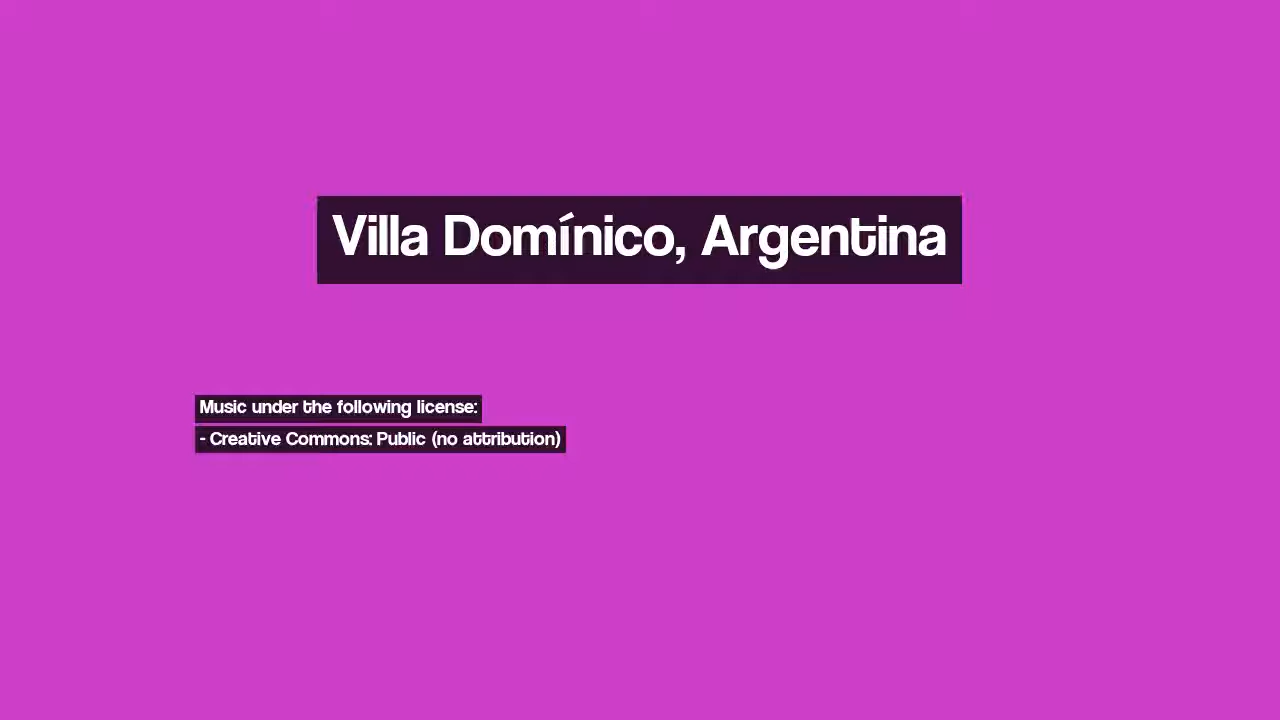 Villa Domínico, Argentina
Music under the following license:
- Creative Commons: Public (no attribution)